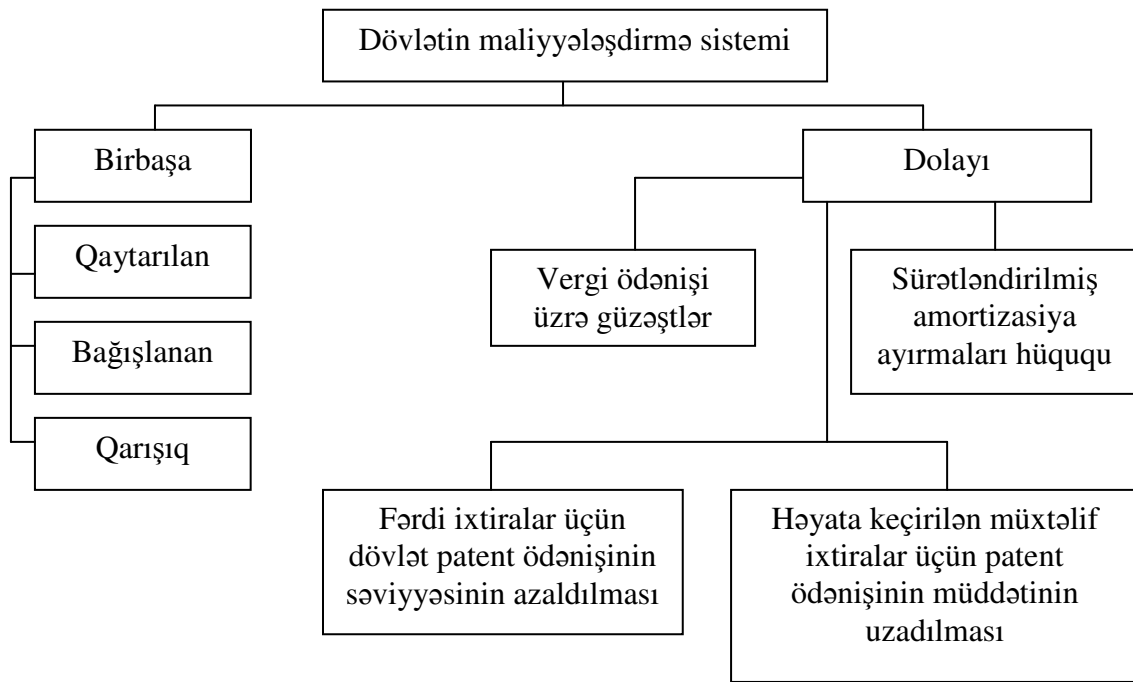 Dövlətin maliyyələşdirmə sistemi
Birbaşa
Qaytarılan
Bağışlanan
Qarışıq
Dolayı
Vergi ödənişi
üzrə güzəştlər
Sürətləndirilmiş
amortizasiya
ayırmaları hüququ
Fərdi ixtiralar üçün
dövlət patent ödənişinin
səviyyəsinin azaldılması
Həyata keçirilən müxtəlif
ixtiralar üçün patent
ödənişinin müddətinin
uzadılması